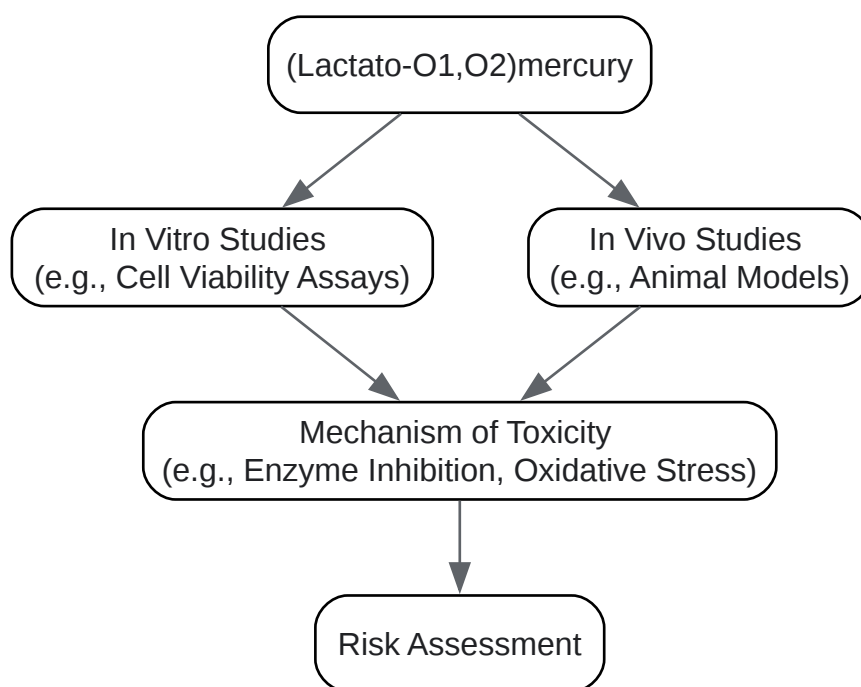 (Lactato-O1,O2)mercury
In Vitro Studies
(e.g., Cell Viability Assays)
In Vivo Studies
(e.g., Animal Models)
Mechanism of Toxicity
(e.g., Enzyme Inhibition, Oxidative Stress)
Risk Assessment